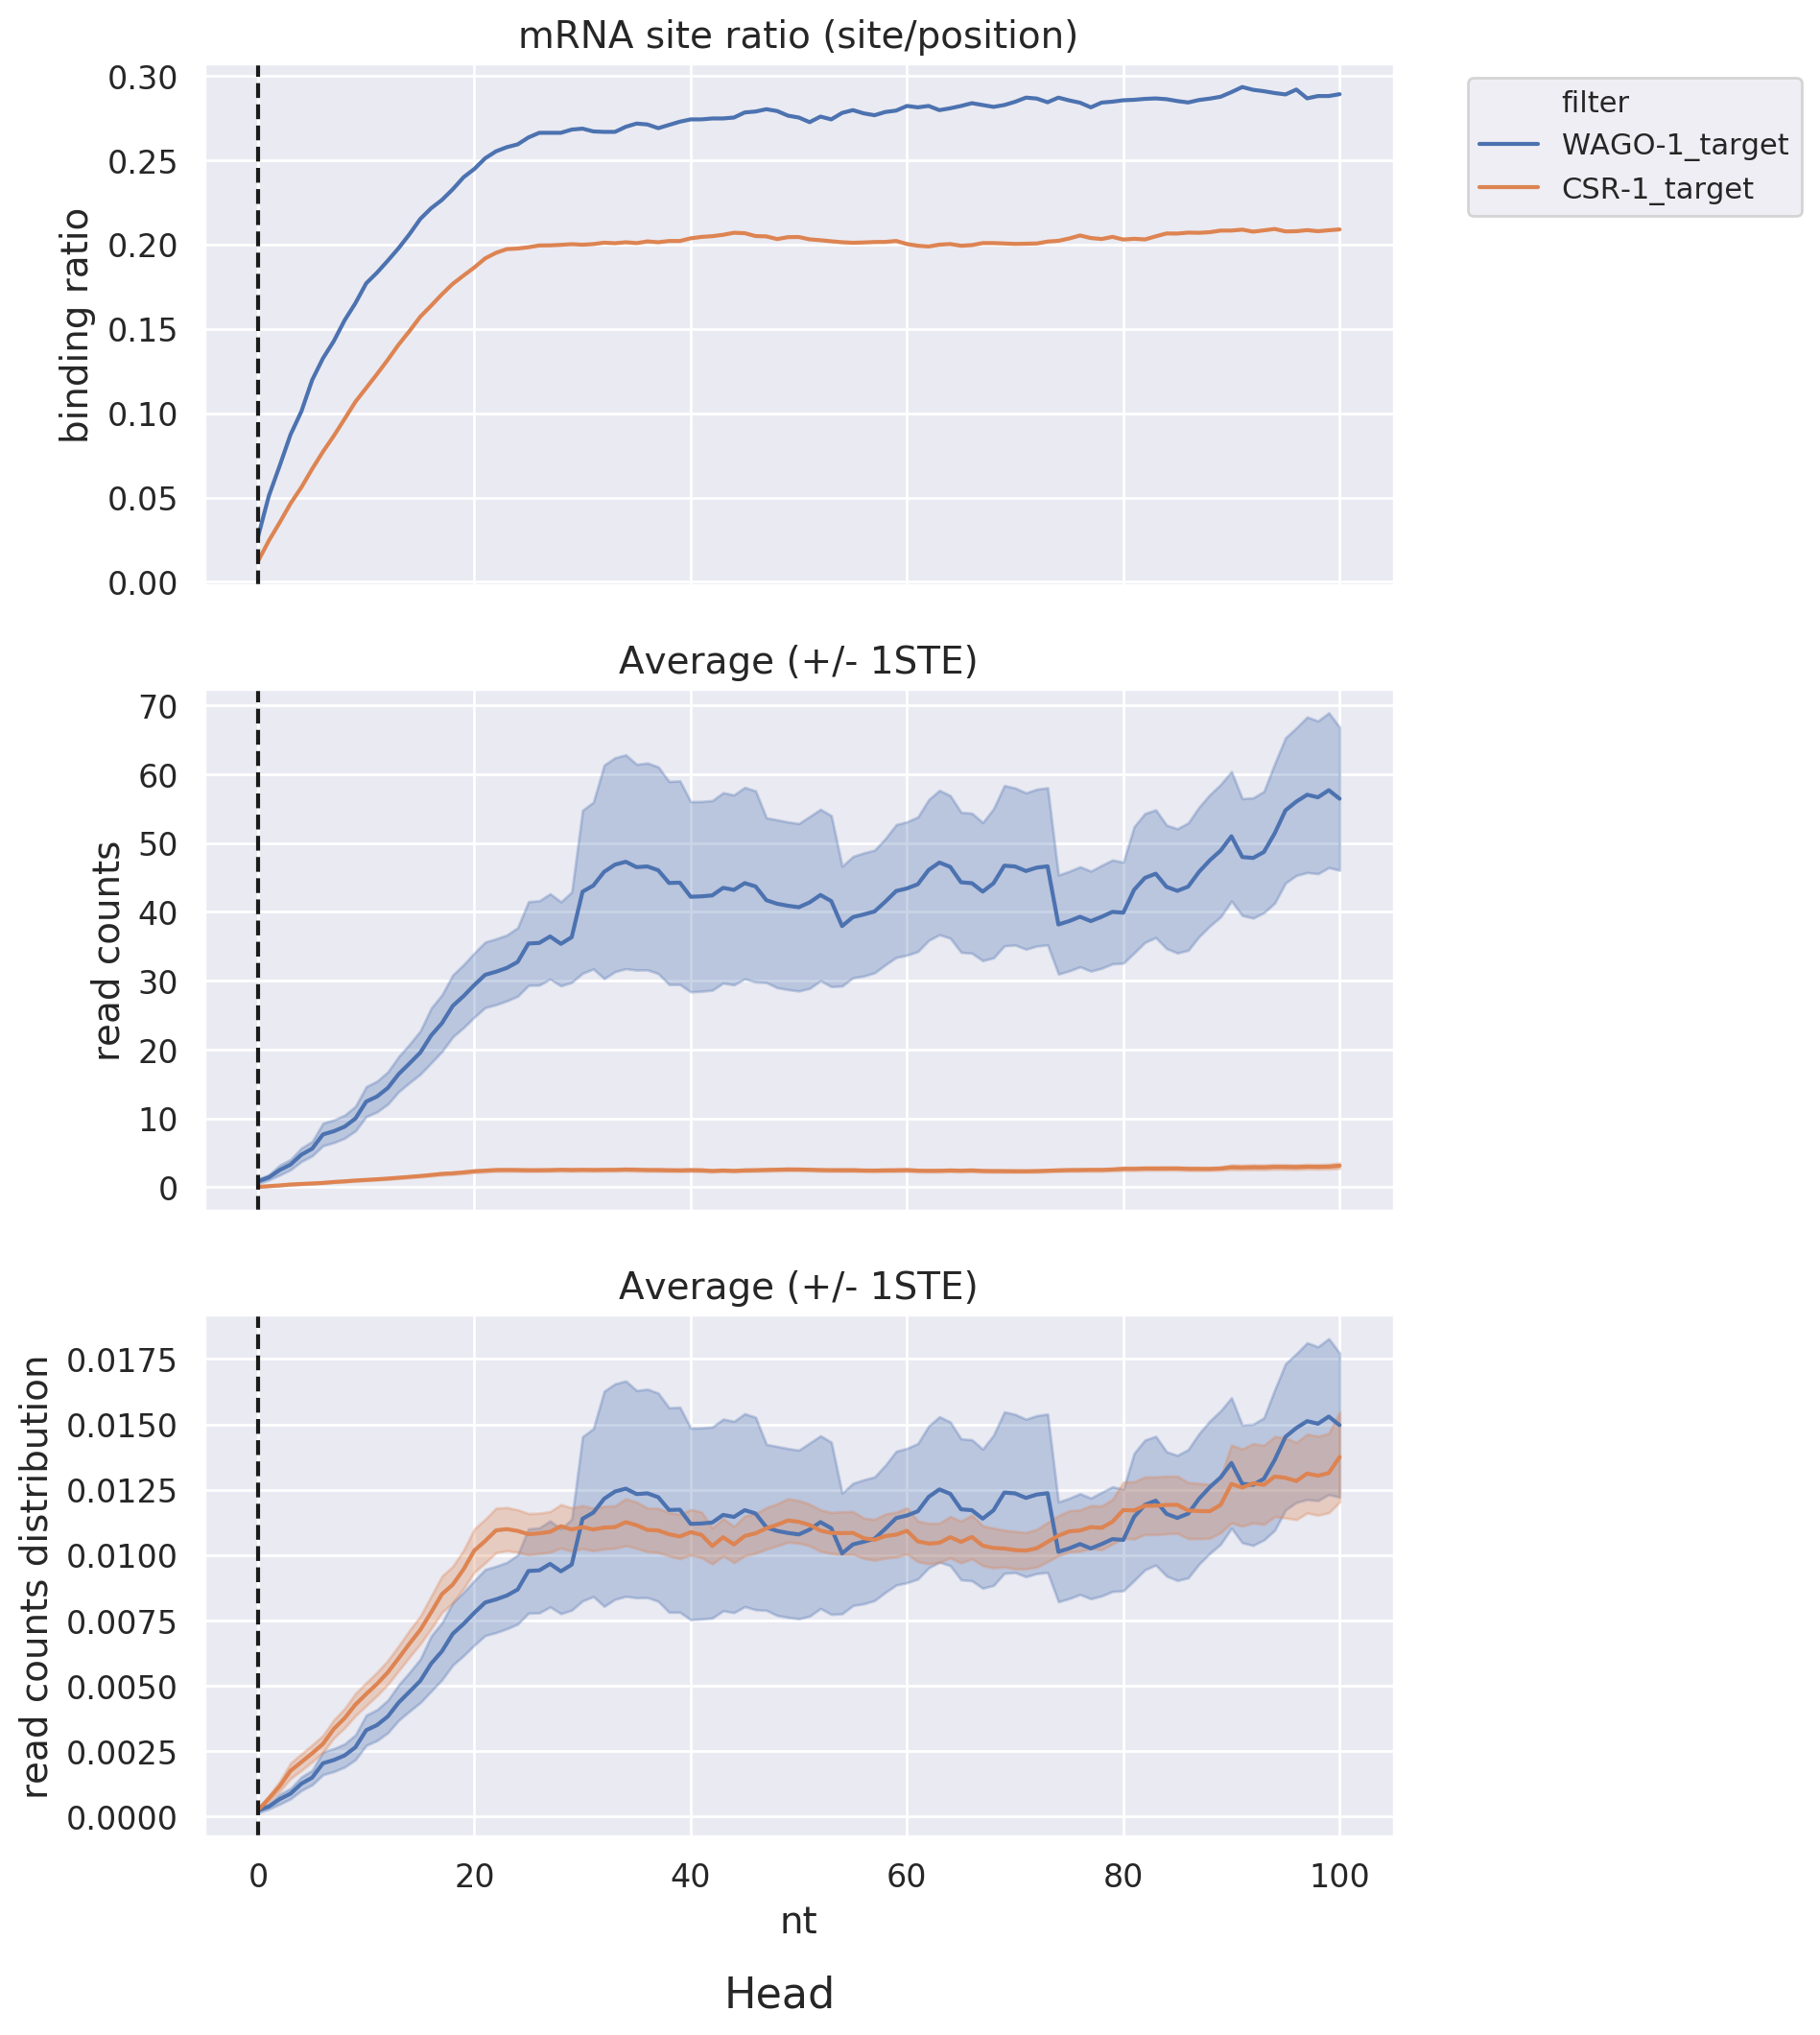 mRNA site ratio (site/position)
0.30
0.25
0.20
0.15
0.10
0.05
0.00
binding ratio
filter
WAGO-1_target
CSR-1_target
Average (+/- 1STE)
70
60
50
40
30
20
10
0
read counts
Average (+/- 1STE)
0.0175
0.0150
0.0125
0.0100
0.0075
0.0050
0.0025
0.0000
read counts distribution
0 20 40 60 80 100
nt
Head